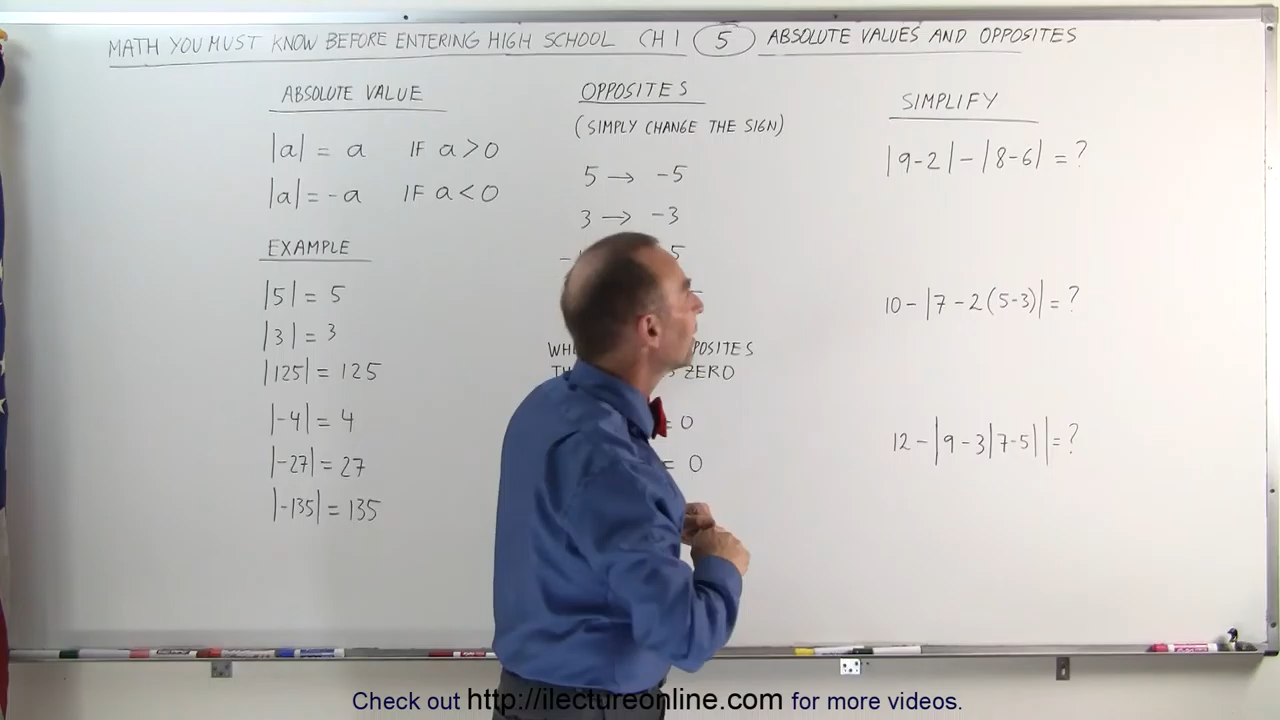 MATH YOU MUST KNOW BEFORE ENTERING HIGH SCHOOL CH 1 5 ABSOLUTE VALUES AND OPPOSITES
ABSOLUTE VALUE
|a| = a IF a > 0
|a| = -a IF a < 0
EXAMPLE
|5| = 5
|3| = 3
|125| = 125
|-4| = 4
|-27| = 27
|-135| = 135
OPPOSITES
(SIMPLY CHANGE THE SIGN)
5 → -5
3 → -3
5
ZERO
= 0
= 0
SIMPLIFY
|9-2| - |8-6| = ?
10 - |7 - 2(5-3)| = ?
12 - |9 - 3|7-5|| = ?
Check out http://ilectureonline.com for more videos.